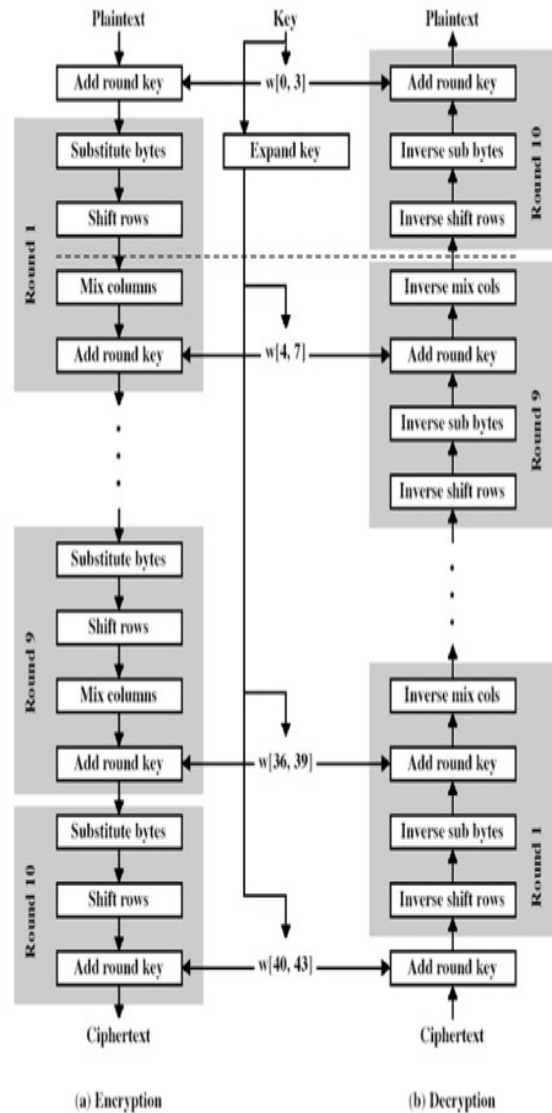 Plaintext
Add round key
Substitute bytes
Shift rows
Mix columns
Add round key
Round 1
Substitute bytes
Shift rows
Mix columns
Add round key
Round 9
Substitute bytes
Shift rows
Add round key
Round 10
Ciphertext
(a) Encryption
Key
w[0, 3]
Expand key
w[4, 7]
w[36, 39]
w[40, 43]
Plaintext
Add round key
Inverse sub bytes
Inverse shift rows
Round 10
Inverse mix cols
Add round key
Inverse sub bytes
Inverse shift rows
Round 9
Inverse mix cols
Add round key
Inverse sub bytes
Inverse shift rows
Round 1
Add round key
Ciphertext
(b) Decryption